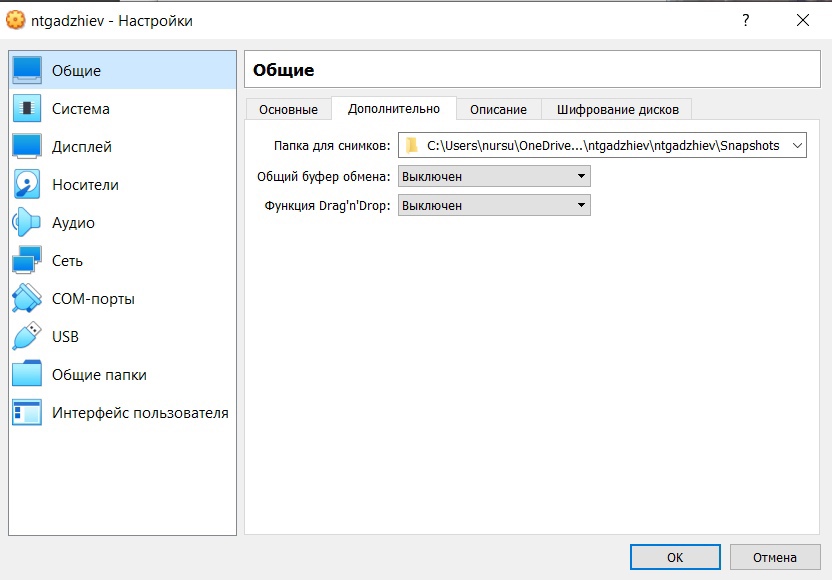 ntgadzhiev - Настройки
?
Общие
Система
Дисплей
Носители
Аудио
Сеть
COM-порты
USB
Общие папки
Интерфейс пользователя
Общие
Основные Дополнительно Описание Шифрование дисков
Папка для снимков: C:\Users\nursu\OneDrive...\ntgadzhiev\ntgadzhiev\Snapshots
Общий буфер обмена: Выключен
Функция Drag'n'Drop: Выключен
OK Отмена